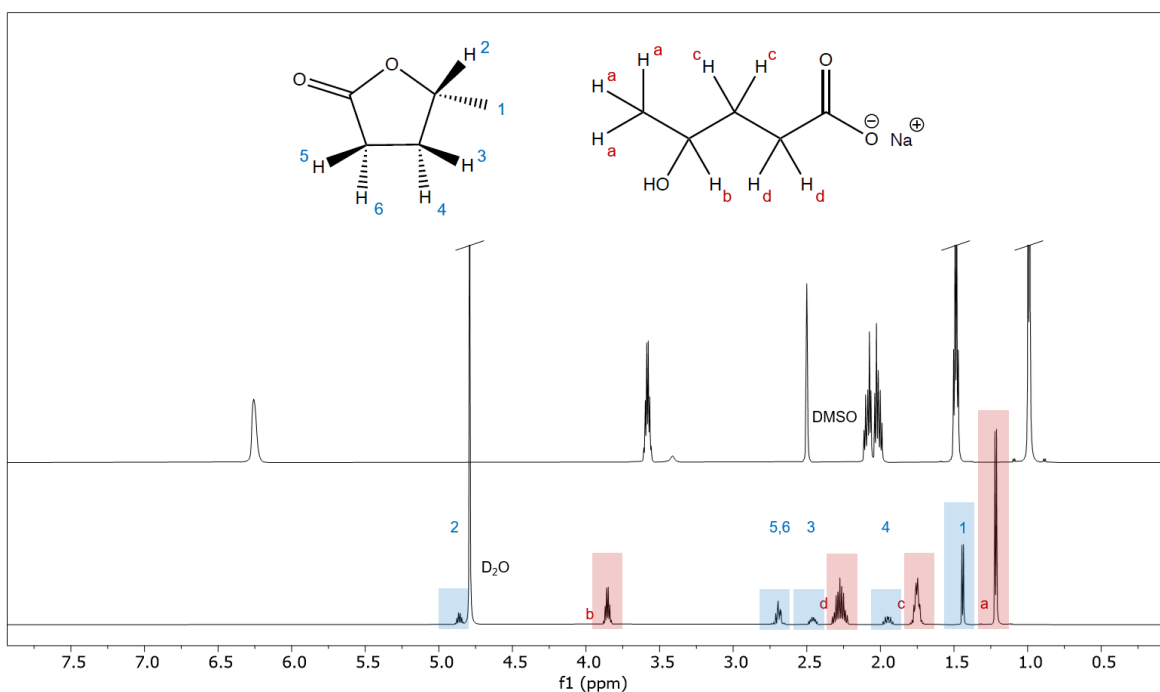 H 2
O
O
1
5 H
H 3
H 6
H 4
a
H
a
H
H
a
c
H
H
c
O
O
⊖
Na
⊕
HO
H
b
H
d
H
d
DMSO
2
5,6
3
4
1
D2O
b
d
c
a
7.5 7.0 6.5 6.0 5.5 5.0 4.5 4.0 3.5 3.0 2.5 2.0 1.5 1.0 0.5
f1 (ppm)